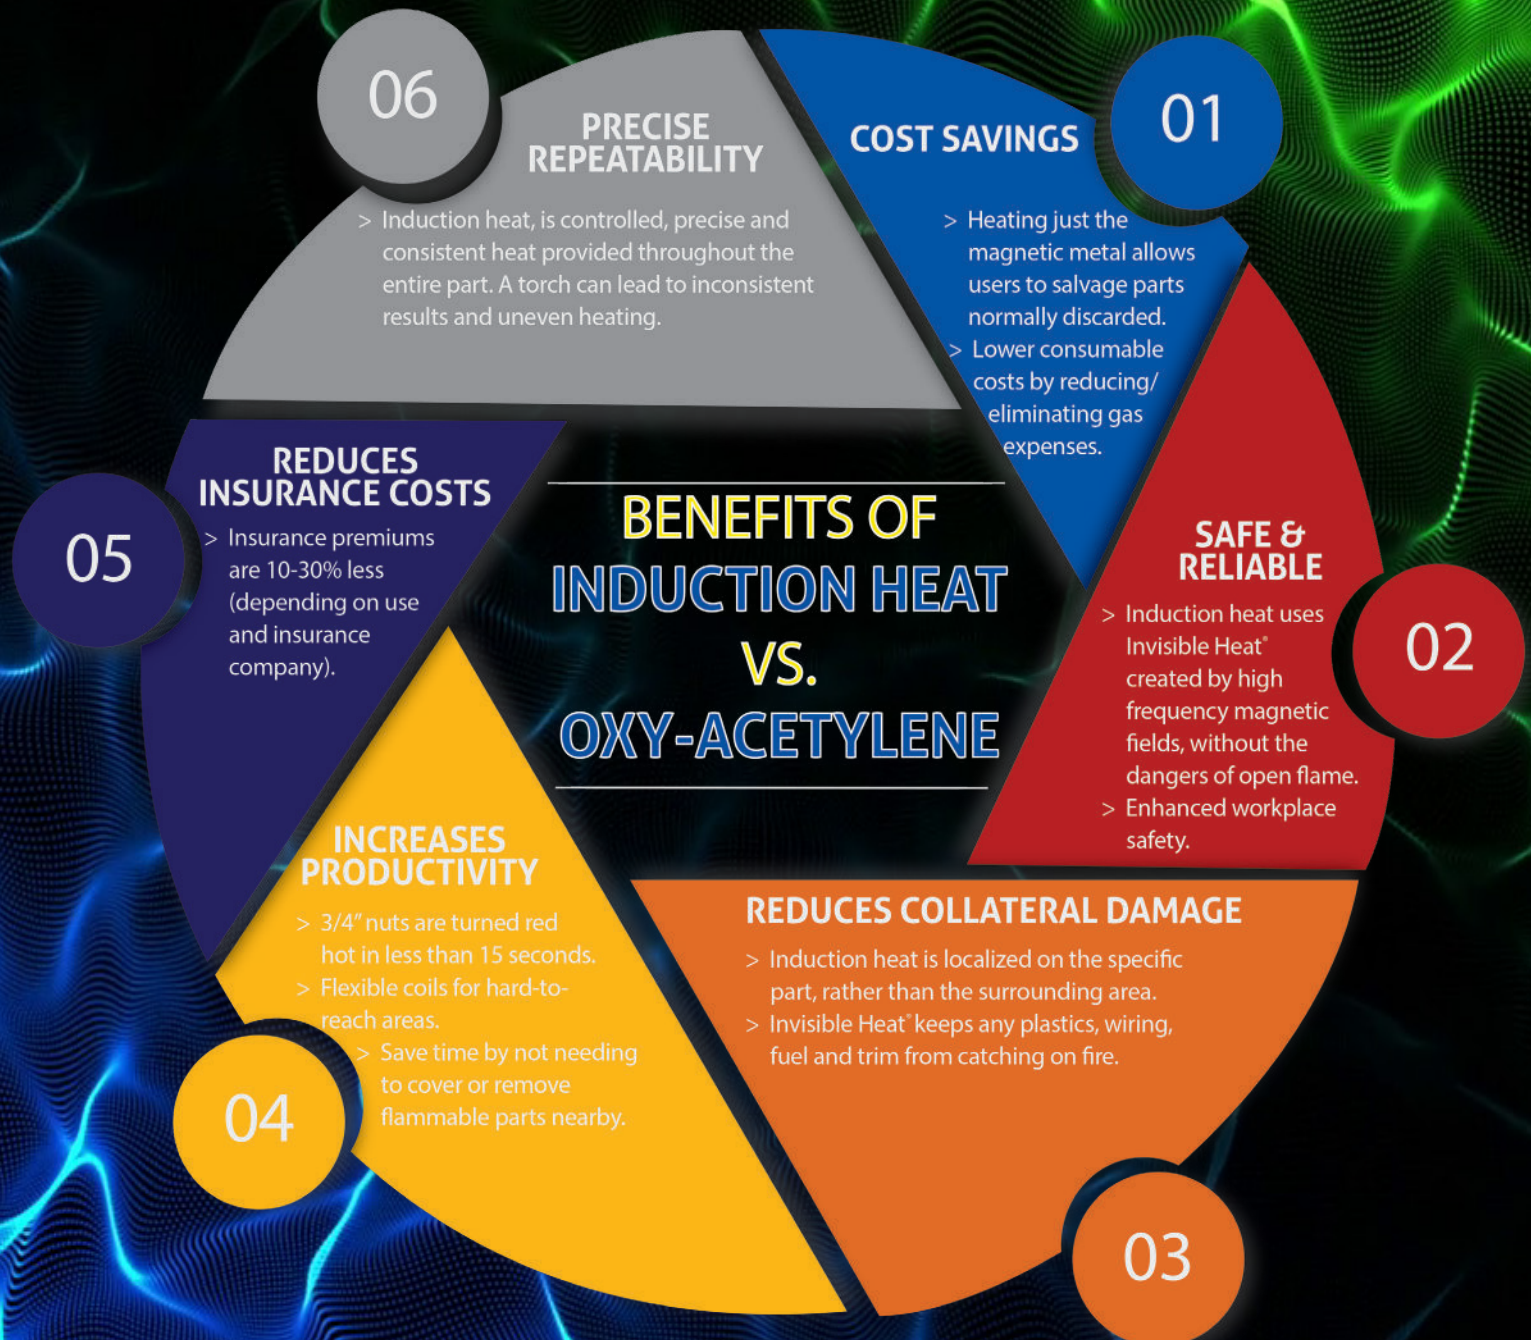 BENEFITS OF
INDUCTION HEAT
VS.
OXY-ACETYLENE
01
COST SAVINGS
> Heating just the
magnetic metal allows
users to salvage parts
normally discarded.
> Lower consumable
costs by reducing/
eliminating gas
expenses.
02
SAFE &
RELIABLE
> Induction heat uses
Invisible Heat®
created by high
frequency magnetic
fields, without the
dangers of open flame.
> Enhanced workplace
safety.
03
REDUCES COLLATERAL DAMAGE
> Induction heat is localized on the specific
part, rather than the surrounding area.
> Invisible Heat® keeps any plastics, wiring,
fuel and trim from catching on fire.
04
INCREASES
PRODUCTIVITY
> 3/4" nuts are turned red
hot in less than 15 seconds.
> Flexible coils for hard-to-
reach areas.
> Save time by not needing
to cover or remove
flammable parts nearby.
05
REDUCES
INSURANCE COSTS
> Insurance premiums
are 10-30% less
(depending on use
and insurance
company).
06
PRECISE
REPEATABILITY
> Induction heat, is controlled, precise and
consistent heat provided throughout the
entire part. A torch can lead to inconsistent
results and uneven heating.